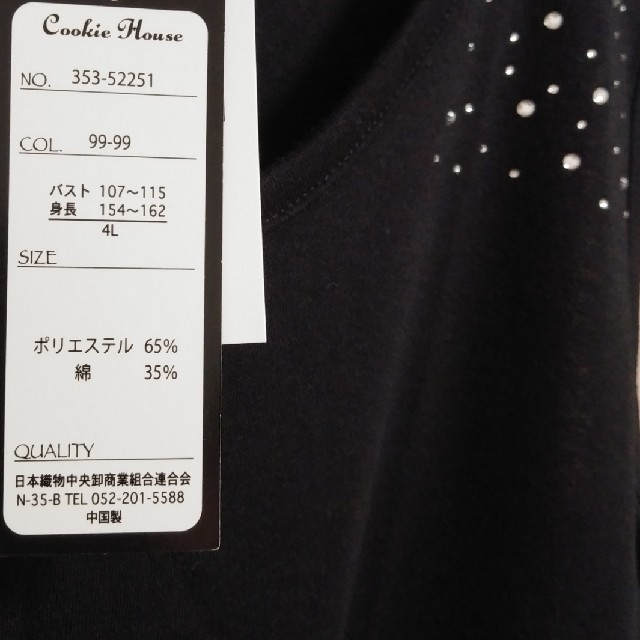 Cookie House
NO. 353-52251
COL. 99-99
バスト 107～115
身長 154～162
4L
SIZE
ポリエステル 65%
綿 35%
QUALITY
日本織物中央卸商業組合連合会
N-35-B TEL 052-201-5588
中国製